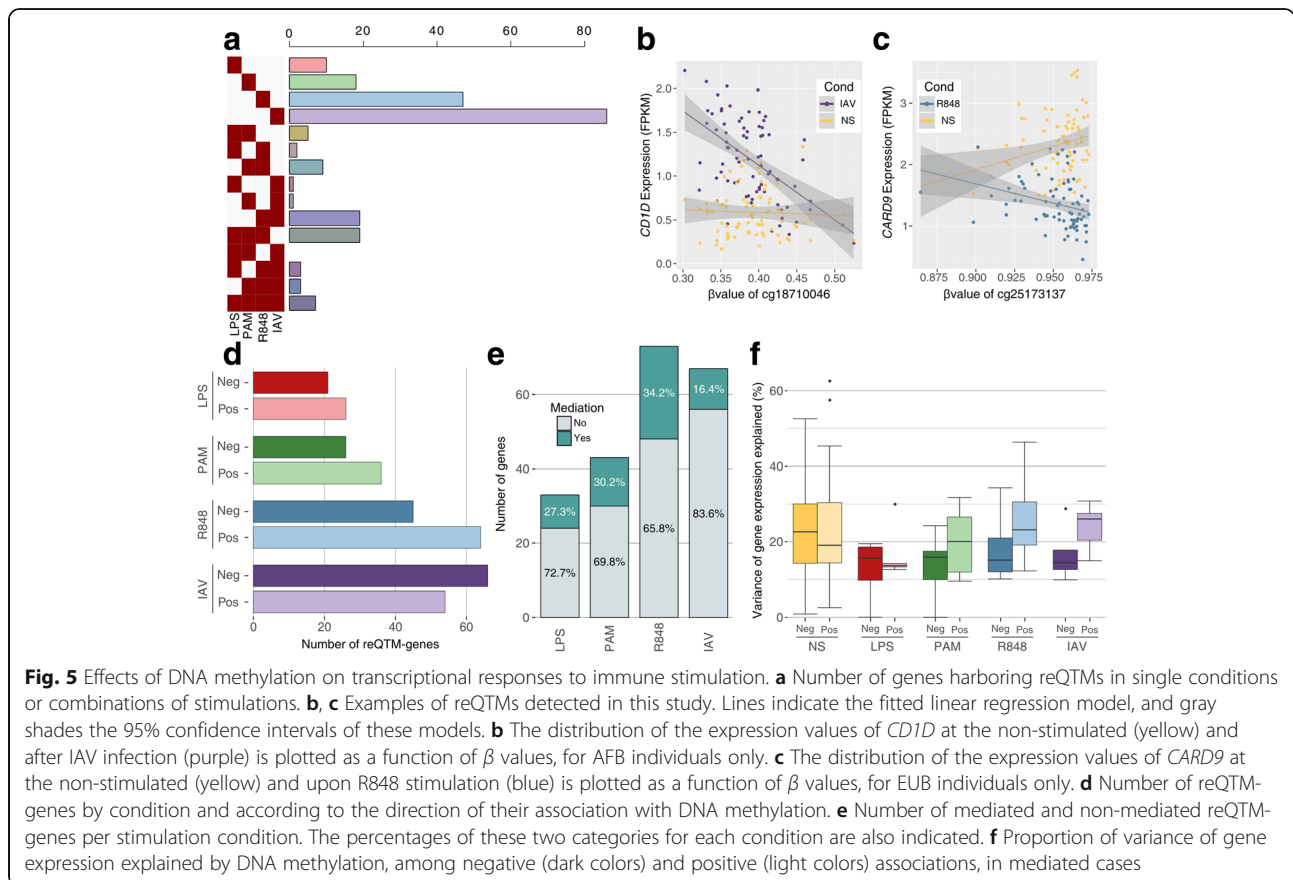 a
0 20 40 60 80
LPS PAM R848 IAV
b
CD1D Expression (FPKM)
2.0
1.5
1.0
0.5
0.0
Cond
IAV
NS
0.30 0.35 0.40 0.45 0.50
βvalue of cg18710046
c
CARD9 Expression (FPKM)
3
2
1
Cond
R848
NS
0.875 0.900 0.925 0.950 0.975
βvalue of cg25173137
d
LPS
Neg
Pos
PAM
Neg
Pos
R848
Neg
Pos
IAV
Neg
Pos
0 20 40 60
Number of reQTM-genes
e
Number of genes
60
40
20
0
Mediation
No
Yes
27.3%
72.7%
30.2%
69.8%
34.2%
65.8%
16.4%
83.6%
LPS PAM R848 IAV
f
Variance of gene expression explained (%)
60
40
20
0
Neg Pos Neg Pos Neg Pos Neg Pos Neg Pos
NS LPS PAM R848 IAV
Fig. 5 Effects of DNA methylation on transcriptional responses to immune stimulation. a Number of genes harboring reQTMs in single conditions
or combinations of stimulations. b, c Examples of reQTMs detected in this study. Lines indicate the fitted linear regression model, and gray
shades the 95% confidence intervals of these models. b The distribution of the expression values of CD1D at the non-stimulated (yellow) and
after IAV infection (purple) is plotted as a function of β values, for AFB individuals only. c The distribution of the expression values of CARD9 at
the non-stimulated (yellow) and upon R848 stimulation (blue) is plotted as a function of β values, for EUB individuals only. d Number of reQTM-
genes by condition and according to the direction of their association with DNA methylation. e Number of mediated and non-mediated reQTM-
genes per stimulation condition. The percentages of these two categories for each condition are also indicated. f Proportion of variance of gene
expression explained by DNA methylation, among negative (dark colors) and positive (light colors) associations, in mediated cases